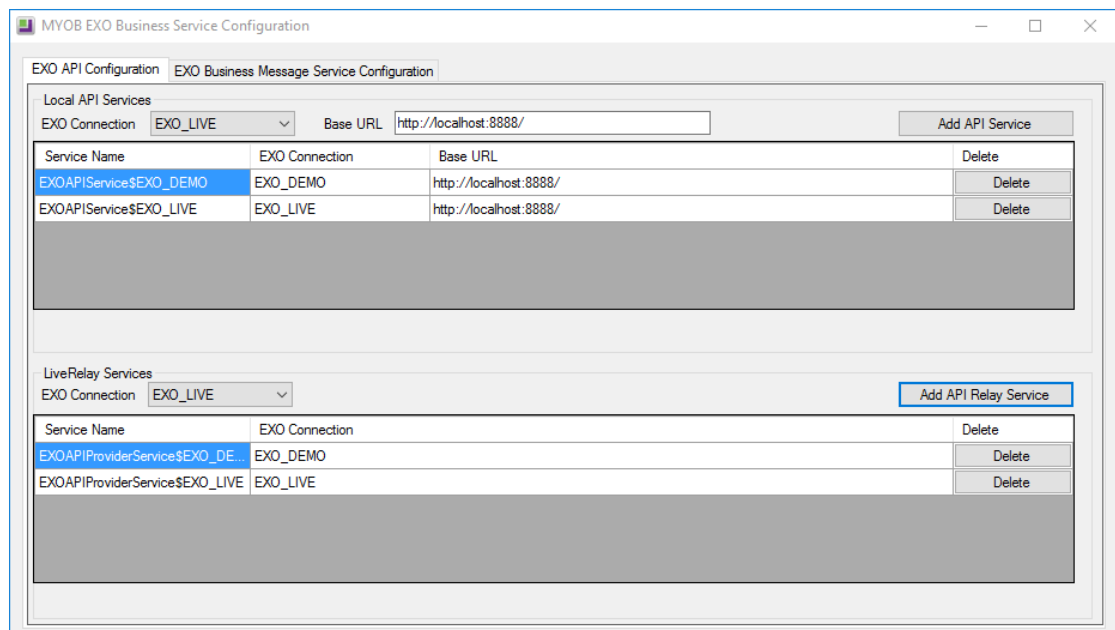 MYOB EXO Business Service Configuration
EXO API Configuration EXO Business Message Service Configuration
Local API Services
EXO Connection EXO_LIVE Base URL http://localhost:8888/ Add API Service
Service Name EXO Connection Base URL Delete
EXOAPIService$EXO_DEMO EXO_DEMO http://localhost:8888/ Delete
EXOAPIService$EXO_LIVE EXO_LIVE http://localhost:8888/ Delete
LiveRelay Services
EXO Connection EXO_LIVE Add API Relay Service
Service Name EXO Connection Delete
EXOAPIProviderService$EXO_DE... EXO_DEMO Delete
EXOAPIProviderService$EXO_LIVE EXO_LIVE Delete